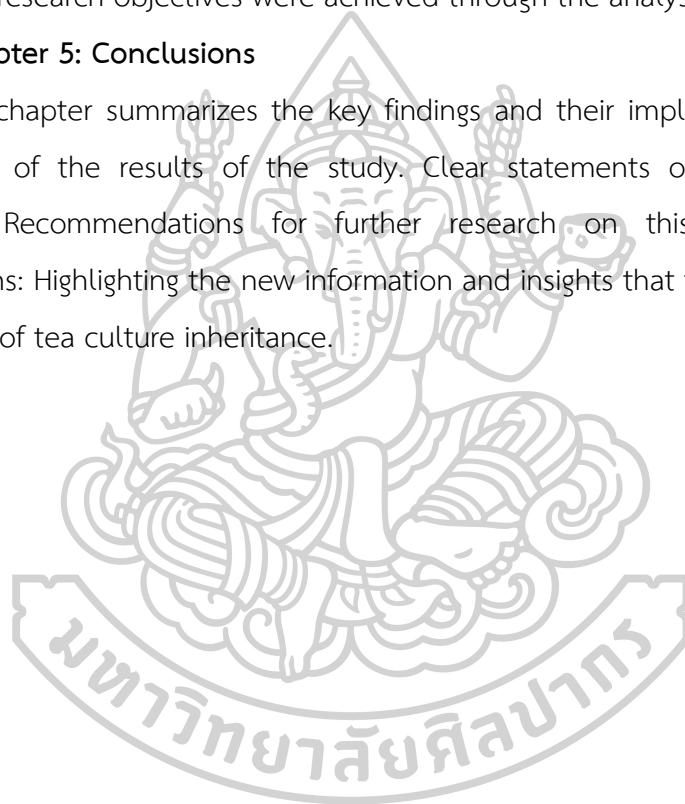 research objectives were achieved through the analys
pter 5: Conclusions
chapter summarizes the key findings and their impl
of the results of the study. Clear statements o
Recommendations for further research on this
ns: Highlighting the new information and insights that
of tea culture inheritance.
มหาวิทยาลัยศิลปากร